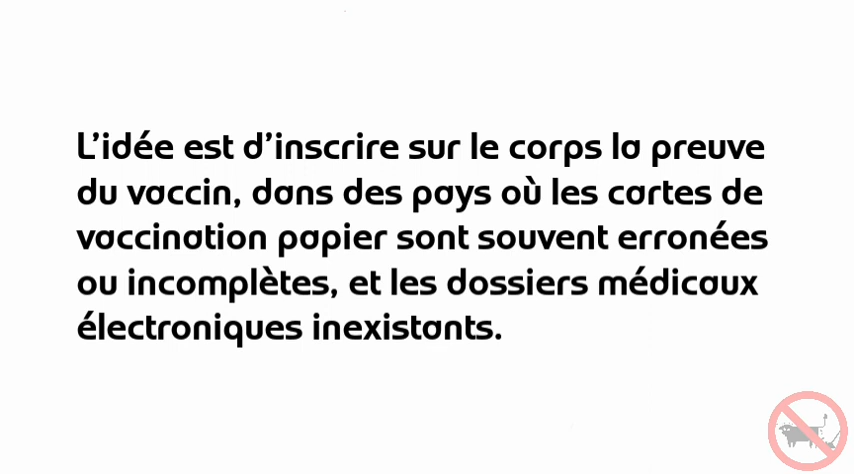 L'idée est d'inscrire sur le corps la preuve
du vaccin, dans des pays où les cartes de
vaccination papier sont souvent erronées
ou incomplètes, et les dossiers médicaux
électroniques inexistants.